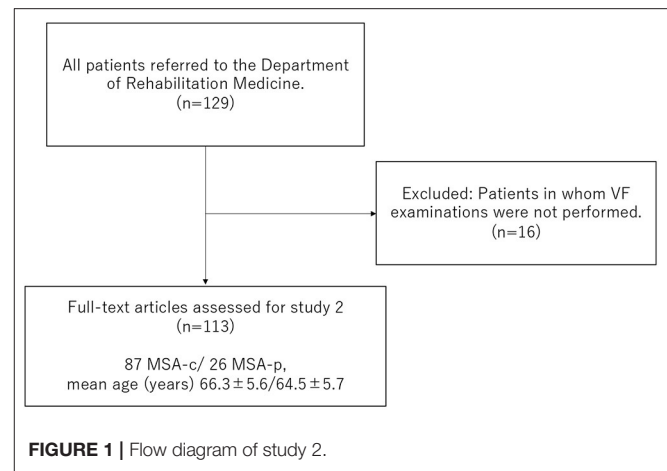 All patients referred to the Department
of Rehabilitation Medicine.
(n=129)
Excluded: Patients in whom VF
examinations were not performed.
(n=16)
Full-text articles assessed for study 2
(n=113)
87 MSA-c/ 26 MSA-p,
mean age (years) 66.3±5.6/64.5±5.7
FIGURE 1 | Flow diagram of study 2.